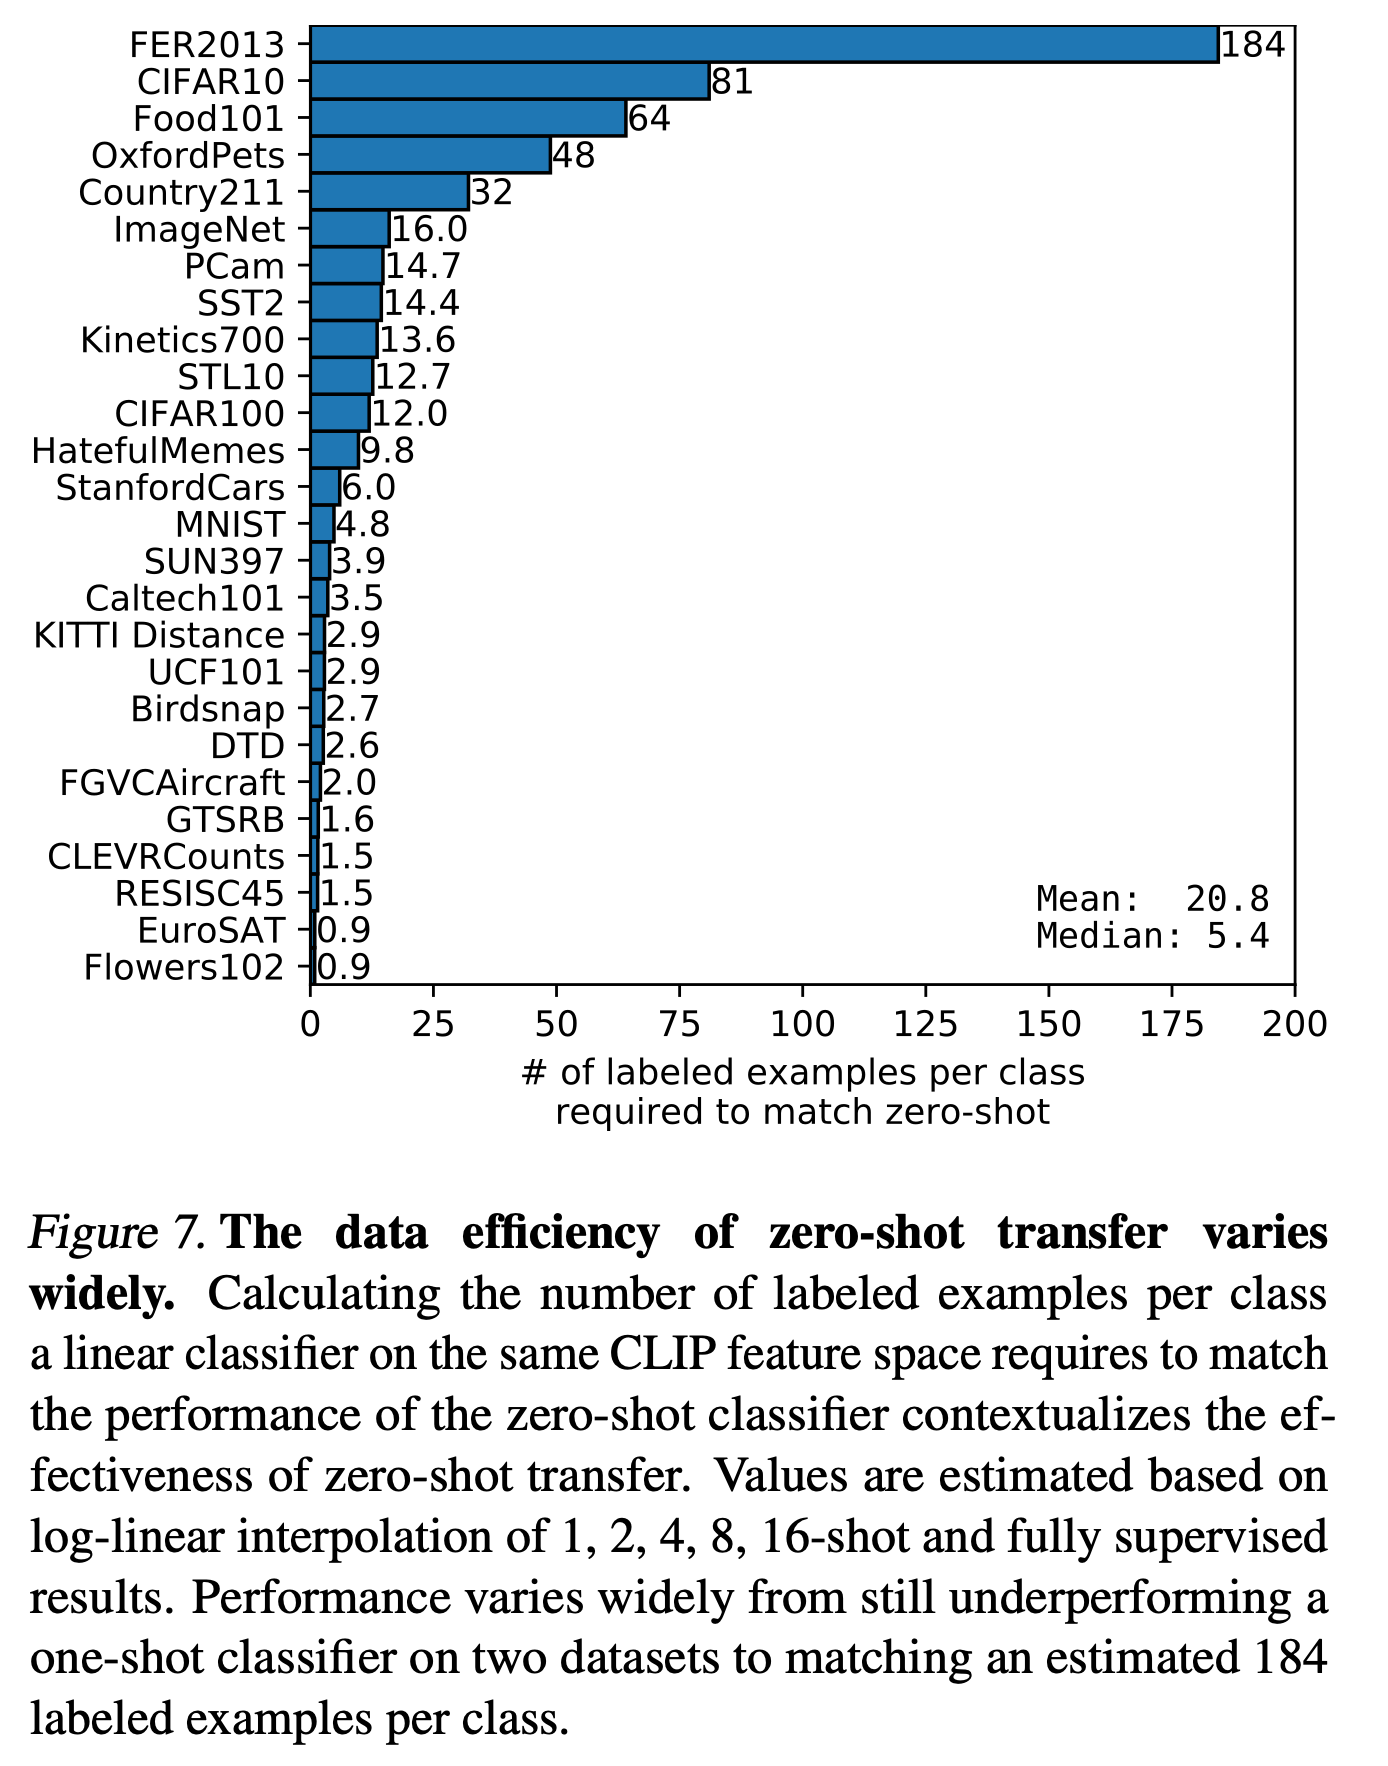 FER2013 184
CIFAR10 81
Food101 64
OxfordPets 48
Country211 32
ImageNet 16.0
PCam 14.7
SST2 14.4
Kinetics700 13.6
STL10 12.7
CIFAR100 12.0
HatefulMemes 9.8
StanfordCars 6.0
MNIST 4.8
SUN397 3.9
Caltech101 3.5
KITTI Distance 2.9
UCF101 2.9
Birdsnap 2.7
DTD 2.6
FGVCAircraft 2.0
GTSRB 1.6
CLEVRCounts 1.5
RESISC45 1.5
EuroSAT 0.9
Flowers102 0.9
Mean: 20.8
Median: 5.4
0 25 50 75 100 125 150 175 200
# of labeled examples per class
required to match zero-shot
Figure 7. The data efficiency of zero-shot transfer varies
widely. Calculating the number of labeled examples per class
a linear classifier on the same CLIP feature space requires to match
the performance of the zero-shot classifier contextualizes the ef-
fectiveness of zero-shot transfer. Values are estimated based on
log-linear interpolation of 1, 2, 4, 8, 16-shot and fully supervised
results. Performance varies widely from still underperforming a
one-shot classifier on two datasets to matching an estimated 184
labeled examples per class.